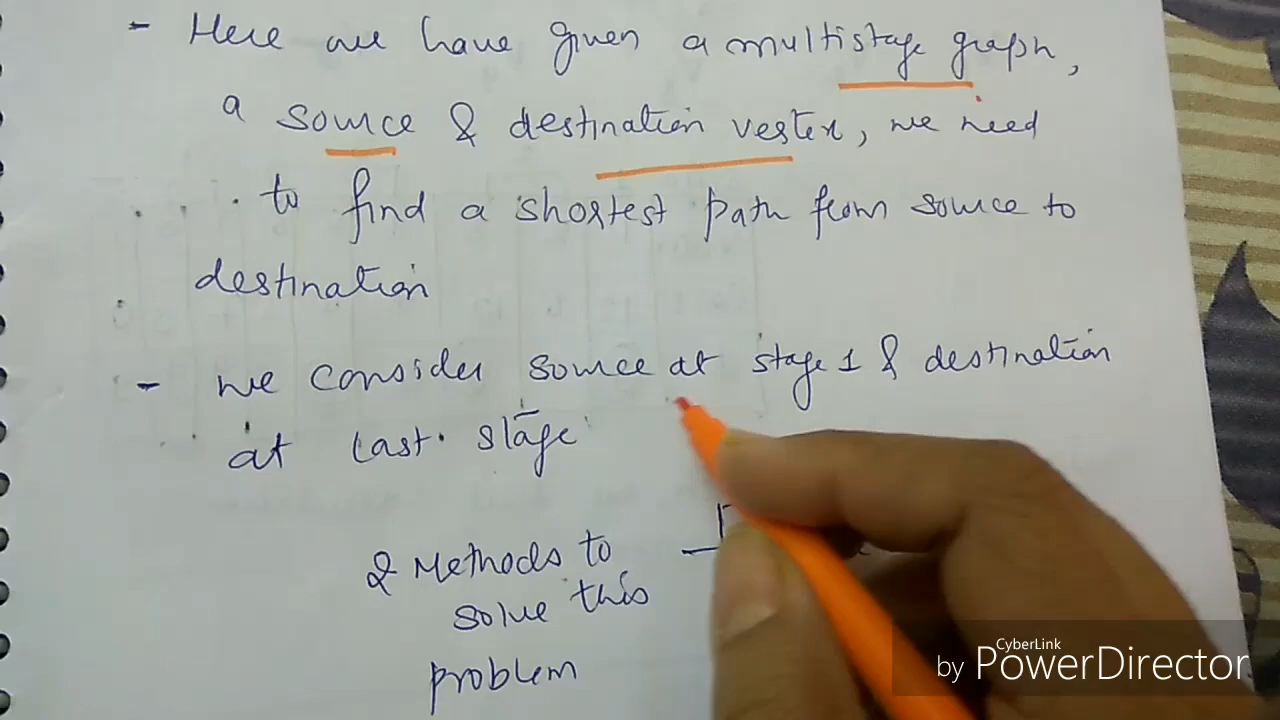 - Here we have given a multistage graph,
a source & destination vertex, we need
to find a shortest path from source to
destination
- we consider source at stage 1 & destination
at last stage
2 Methods to
solve this
problem
CyberLink
by PowerDirector